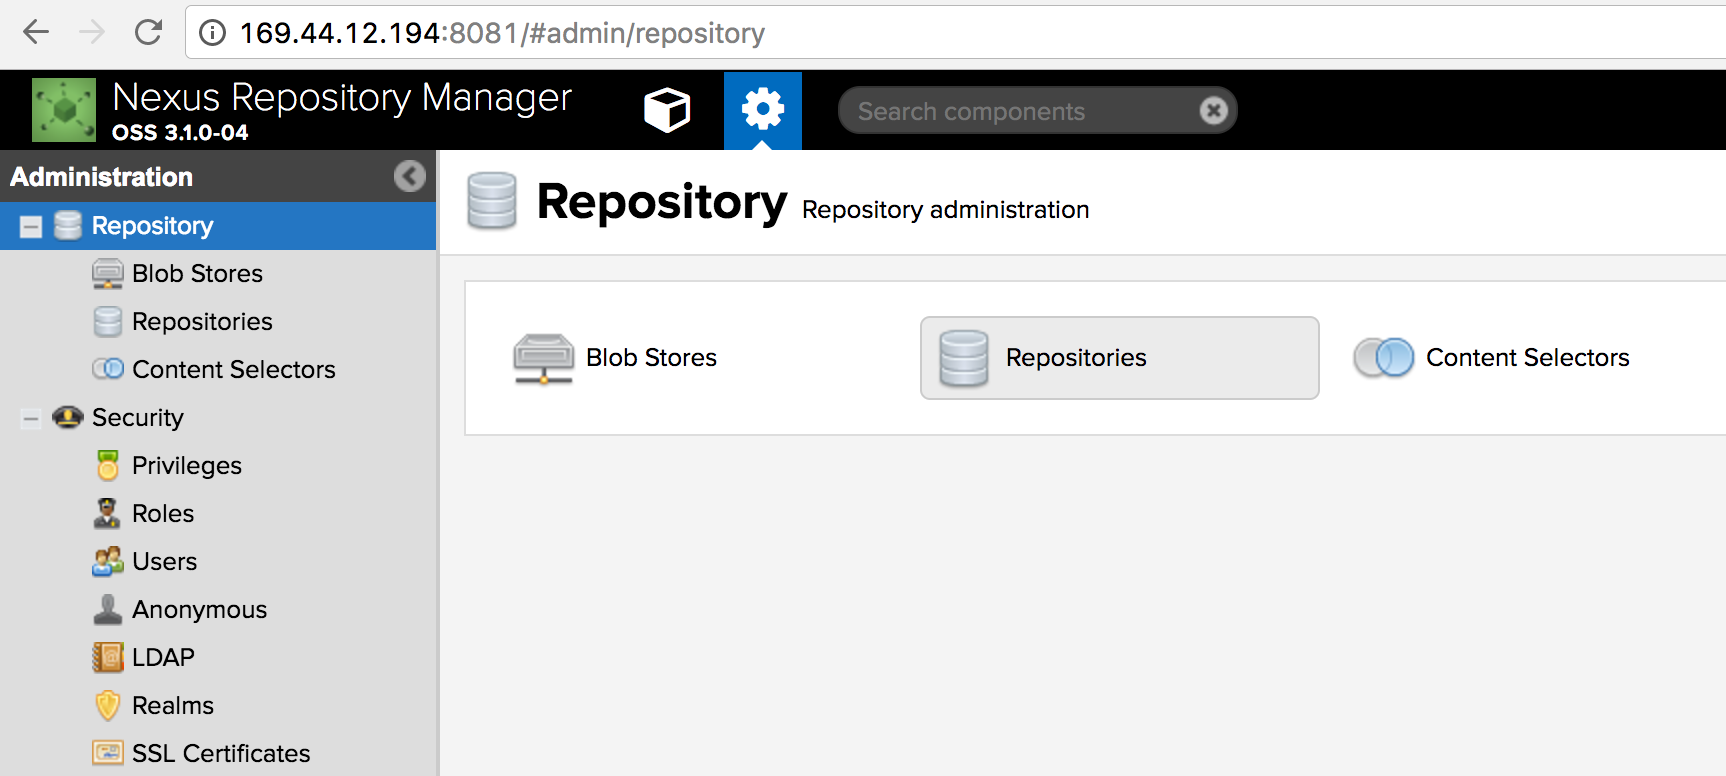 169.44.12.194:8081/#admin/repository
Nexus Repository Manager
OSS 3.1.0-04
Search components
Administration
Repository
Blob Stores
Repositories
Content Selectors
Security
Privileges
Roles
Users
Anonymous
LDAP
Realms
SSL Certificates
Repository Repository administration
Blob Stores Repositories Content Selectors